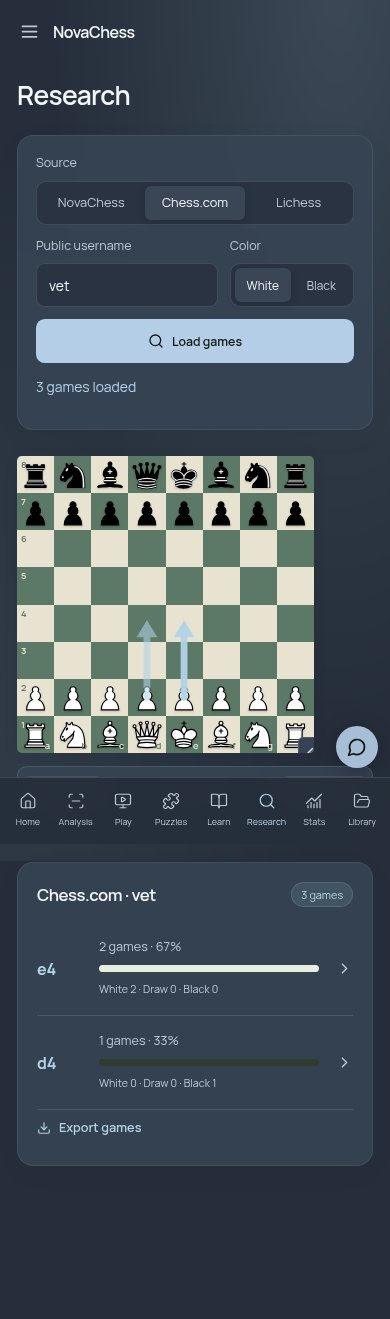 NovaChess
Research
Source
NovaChess Chess.com Lichess
Public username Color
vet White Black
Load games
3 games loaded
8
7
6
5
4
3
2
1
a c d e g
Home Analysis Play Puzzles Learn Research Stats Library
Chess.com · vet 3 games
2 games · 67%
e4
White 2 · Draw 0 · Black 0
1 games · 33%
d4
White 0 · Draw 0 · Black 1
Export games